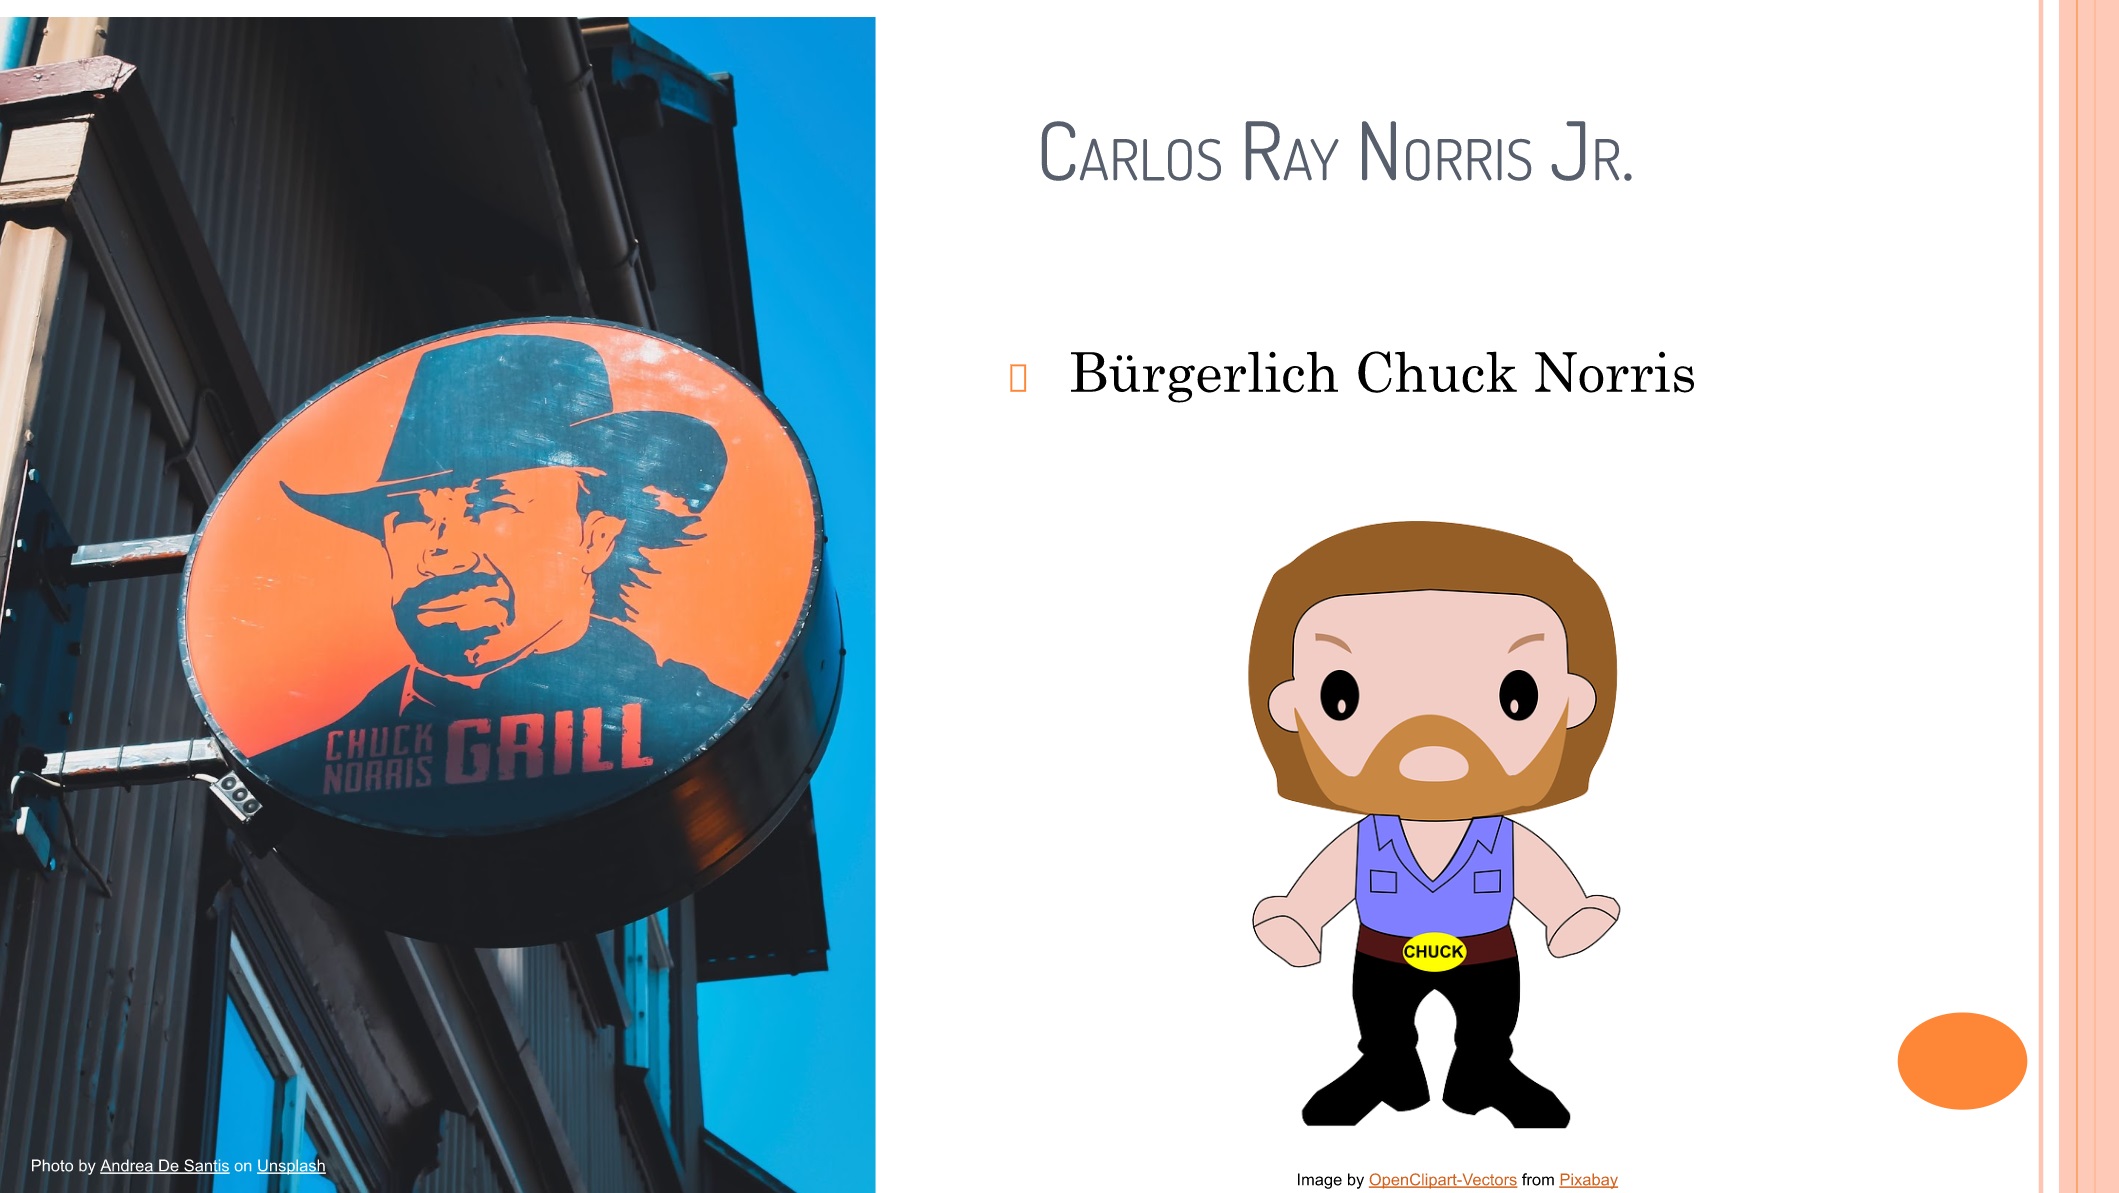 Carlos Ray Norris Jr.
Bürgerlich Chuck Norris
CHUCK
NORRIS
GRILL
CHUCK
Photo by Andrea De Santis on Unsplash
Image by OpenClipart-Vectors from Pixabay